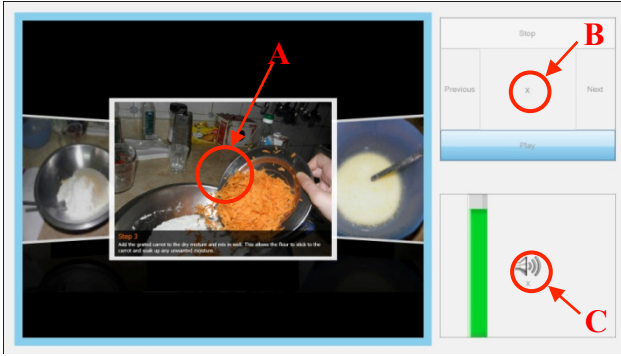 A
B
C
Stop
Previous
x
Next
Play
Step 3
Add the grated carrot to the dry mixture and mix in well. This allows the flour to stick to the
carrot and soak up any unwanted moisture.
x